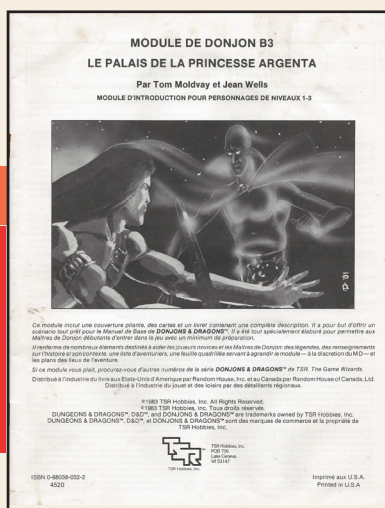 MODULE DE DONJON B3
LE PALAIS DE LA PRINCESSE ARGENTA
Par Tom Moldvay et Jean Wells
MODULE D'INTRODUCTION POUR PERSONNAGES DE NIVEAUX 1-3
Ce module inclut une couverture pliante, des cartes et un livret contenant une complète description. Il a pour but d'offrir un
scénario tout prêt pour le Manuel de Base de DONJONS & DRAGONS™. Il a été tout spécialement élaboré pour permettre aux
Maîtres de Donjon débutants d'entrer dans le jeu avec un minimum de préparation.
Il renferme de nombreux éléments destinés à aider les joueurs novices et les Maîtres de Donjon: des légendes, des renseignements
sur l'histoire et son contexte, une liste d'aventuriers, une feuille quadrillée servant à agrandir le module — à la discretion du MD — et
les plans des lieux de l'aventure.
Si ce module vous plait, procurez-vous d'autres numéros de la série DONJONS & DRAGONS™ de TSR, The Game Wizards.
Distribué à l'industrie du livre aux Etats-Unis d'Amerique par Random House, Inc. et au Canada par Random House of Canada, Ltd.
Distribué à l'industrie du jouet et des loisirs par des détaillants régionaux.
©1983 TSR Hobbies, Inc. All Rights Reserved.
©1983 TSR Hobbies, Inc. Tous droits réservés.
DUNGEONS & DRAGONS™, D&D™, and DONJONS & DRAGONS™ are trademarks owned by TSR Hobbies, Inc.
DUNGEONS & DRAGONS™, D&D™, et DONJONS & DRAGONS™ sont des marques de commerce et la propriété de
TSR Hobbies, Inc.
TSR Hobbies, Inc.
POB 756
Lake Geneva,
WI 53147
TSR Hobbies, Inc.
ISBN 0-88038-032-2
4520
Imprimé aux U.S.A.
Printed in U.S.A